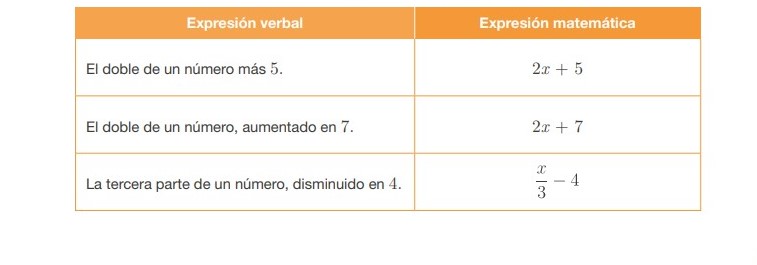 Expresión verbal Expresión matemática
El doble de un número más 5. 2x + 5
El doble de un número, aumentado en 7. 2x + 7
La tercera parte de un número, disminuido en 4. x/3 − 4